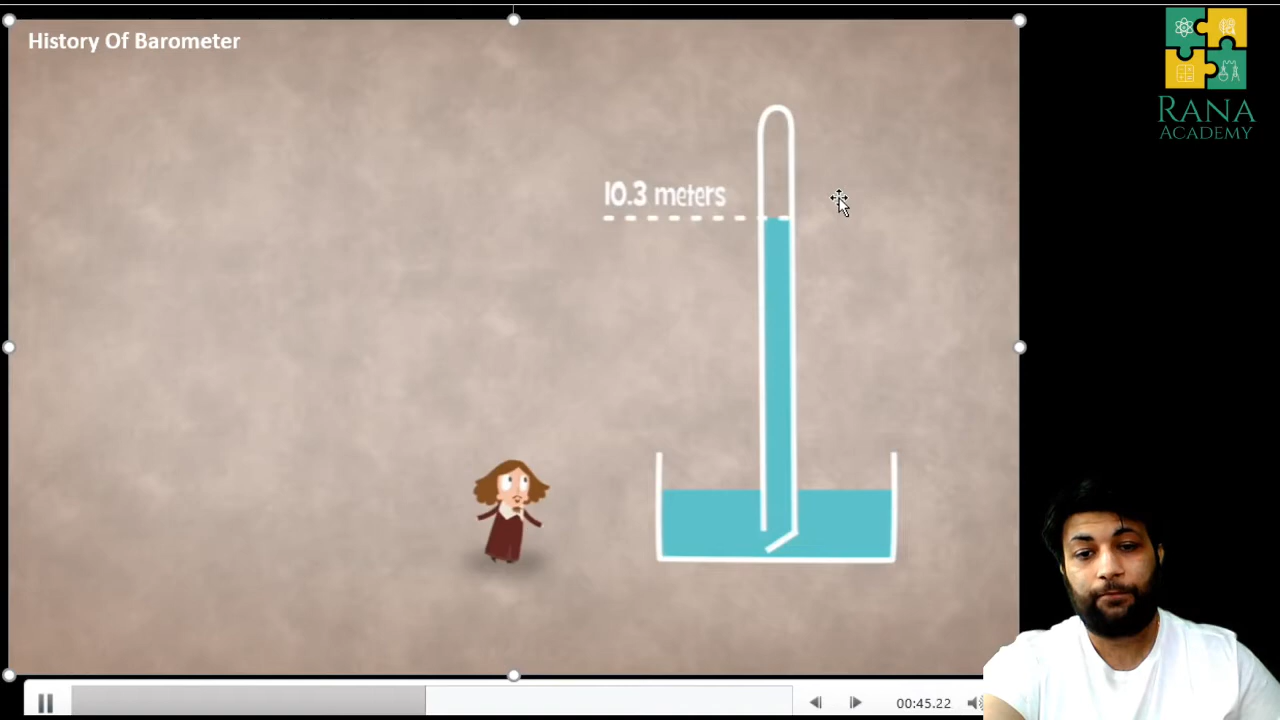 History Of Barometer
RANA
ACADEMY
10.3 meters
00:45.22